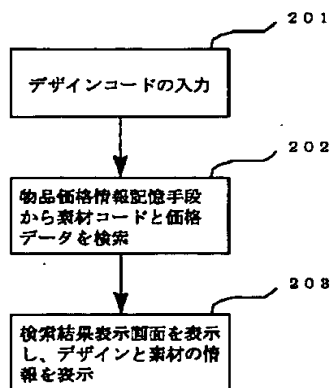 201
デザインコードの入力
202
物品価格情報記憶手段
から素材コードと価格
データを検索
203
検索結果表示画面を表示
し、デザインと素材の情
報を表示